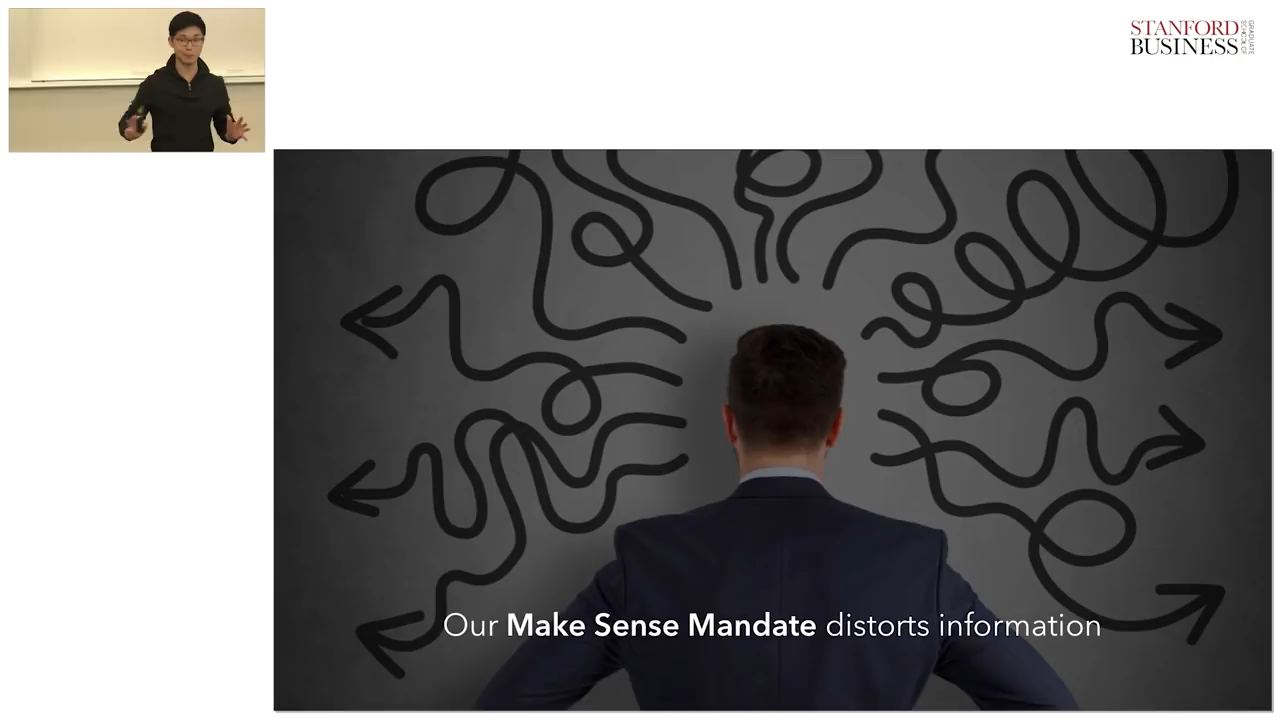 STANFORD
BUSINESS
GRADUATE
SCHOOL OF
Our Make Sense Mandate distorts information